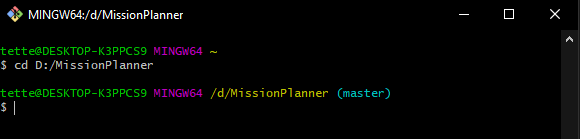 MINGW64:/d/MissionPlanner
tette@DESKTOP-K3PPCS9 MINGW64 ~
$ cd D:/MissionPlanner
tette@DESKTOP-K3PPCS9 MINGW64 /d/MissionPlanner (master)
$